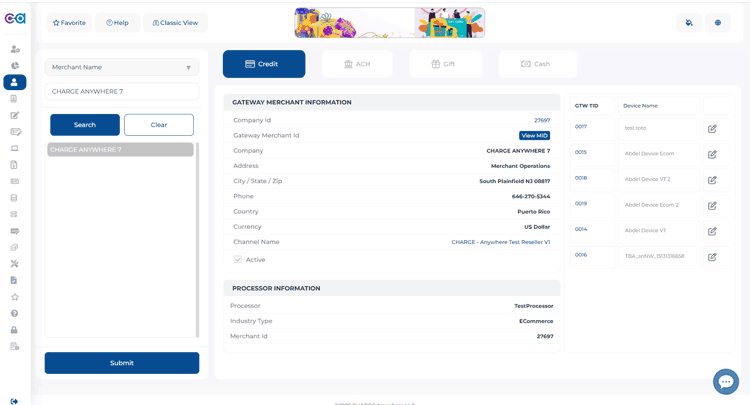 ca
Favorite
Help
Classic View
Merchant Name
CHARGE ANYWHERE 7
Search
Clear
CHARGE ANYWHERE 7
Submit
Credit
ACH
Gift
Cash
GATEWAY MERCHANT INFORMATION
Company Id 27697
Gateway Merchant Id View MID
Company CHARGE ANYWHERE 7
Address Merchant Operations
City / State / Zip South Plainfield NJ 08817
Phone 646-270-5344
Country Puerto Rico
Currency US Dollar
Channel Name CHARGE - Anywhere Test Reseller V1
Active
PROCESSOR INFORMATION
Processor TestProcessor
Industry Type ECommerce
Merchant Id 27697
GTW TID Device Name
0017 test toto
0015 Abdel Device Ecom
0018 Abdel Device VT 2
0019 Abdel Device Ecom 2
0014 Abdel Device VT
0016